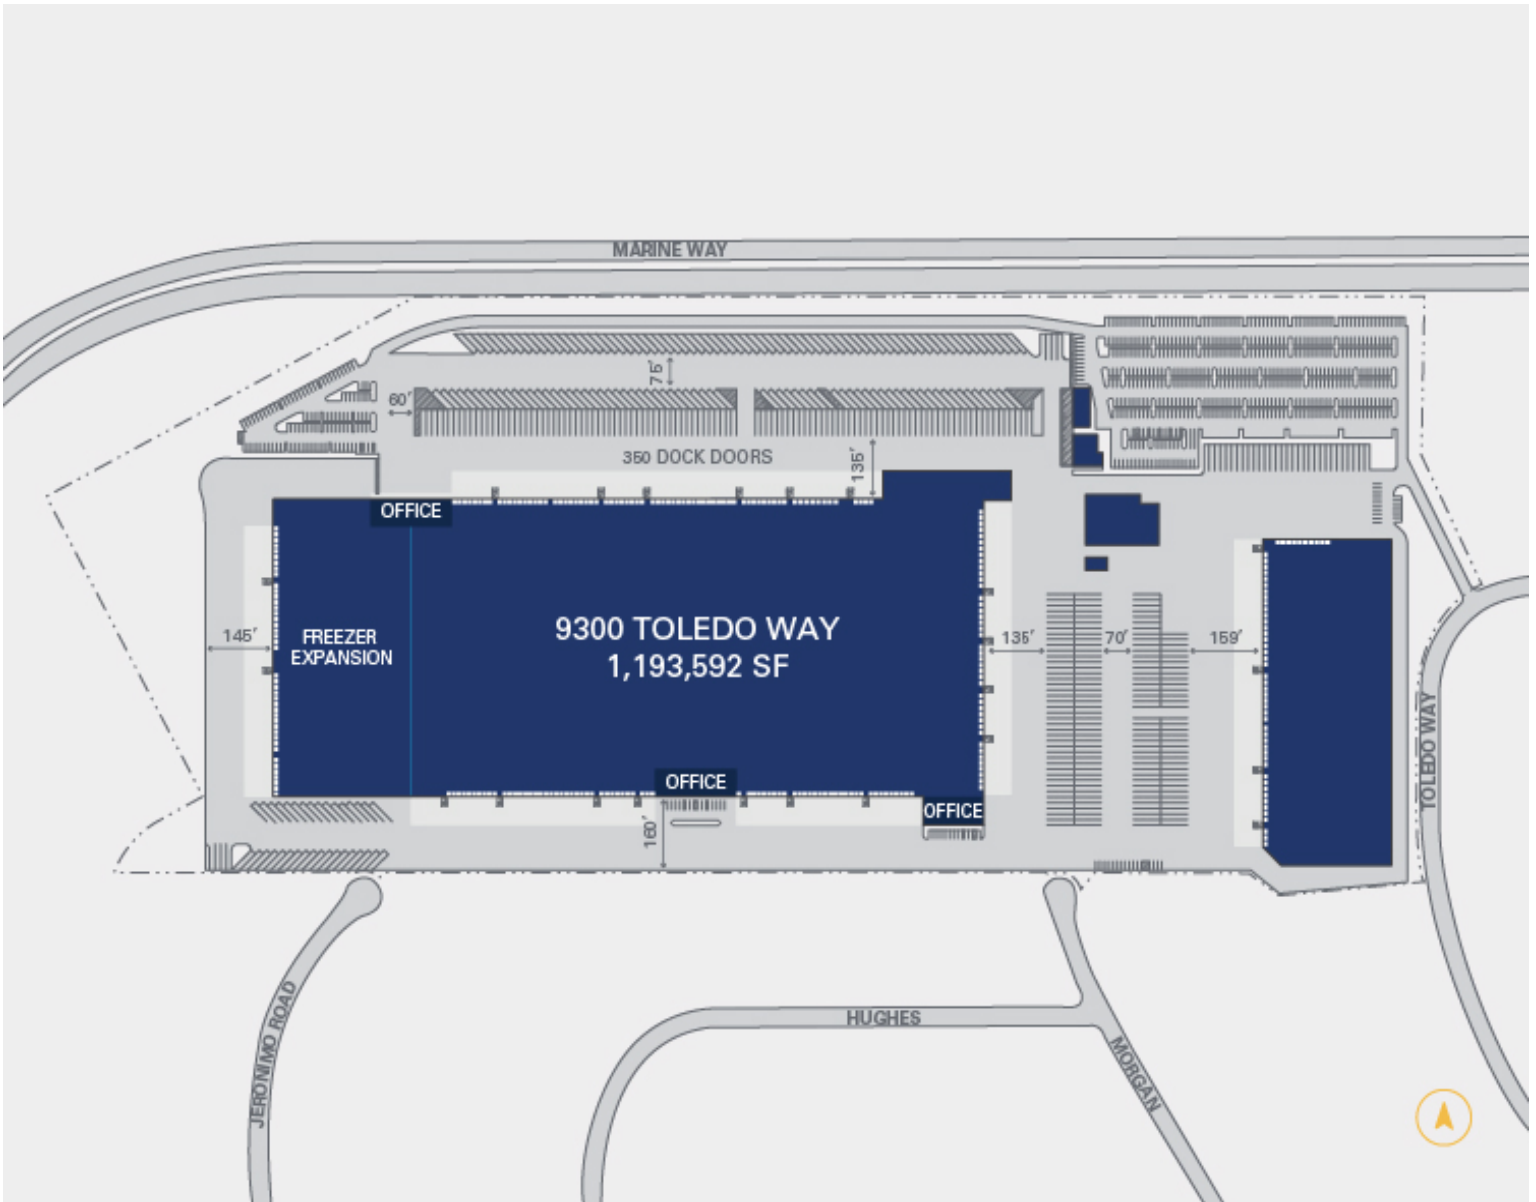 MARINE WAY
75'
60'
350 DOCK DOORS
135'
OFFICE
9300 TOLEDO WAY
1,193,592 SF
FREEZER
EXPANSION
145'
135'
70'
159'
TOLEDO WAY
OFFICE
OFFICE
160'
JERONIMO ROAD
HUGHES
MORGAN